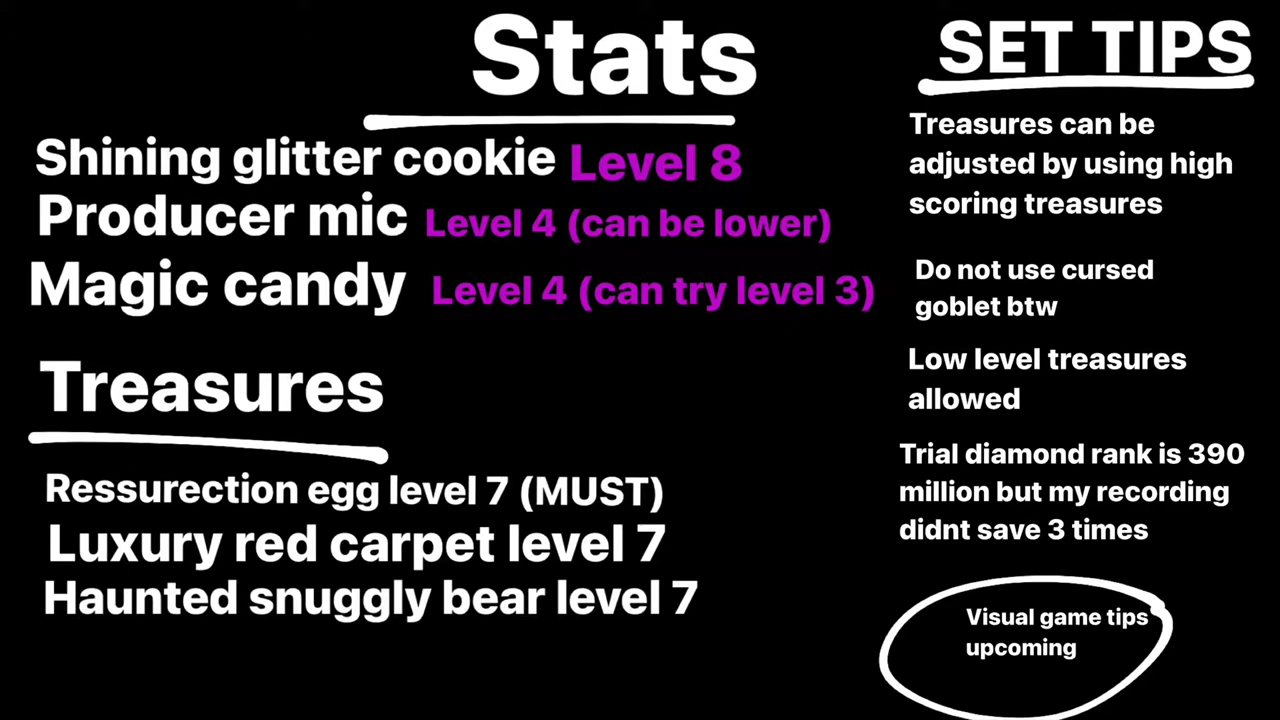 Stats
Shining glitter cookie Level 8
Producer mic Level 4 (can be lower)
Magic candy Level 4 (can try level 3)
Treasures
Ressurection egg level 7 (MUST)
Luxury red carpet level 7
Haunted snuggly bear level 7
SET TIPS
Treasures can be
adjusted by using high
scoring treasures
Do not use cursed
goblet btw
Low level treasures
allowed
Trial diamond rank is 390
million but my recording
didnt save 3 times
Visual game tips
upcoming